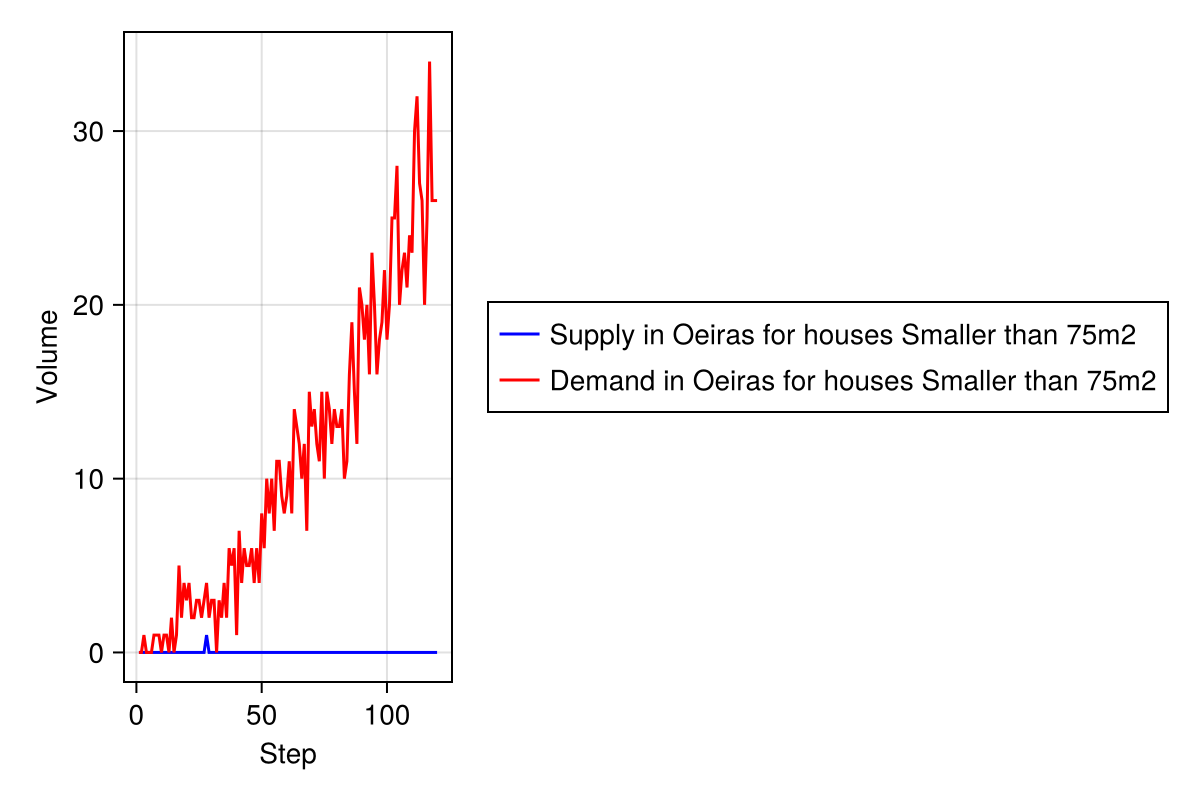 30
20
10
0
Volume
0 50 100
Step
Supply in Oeiras for houses Smaller than 75m2
Demand in Oeiras for houses Smaller than 75m2